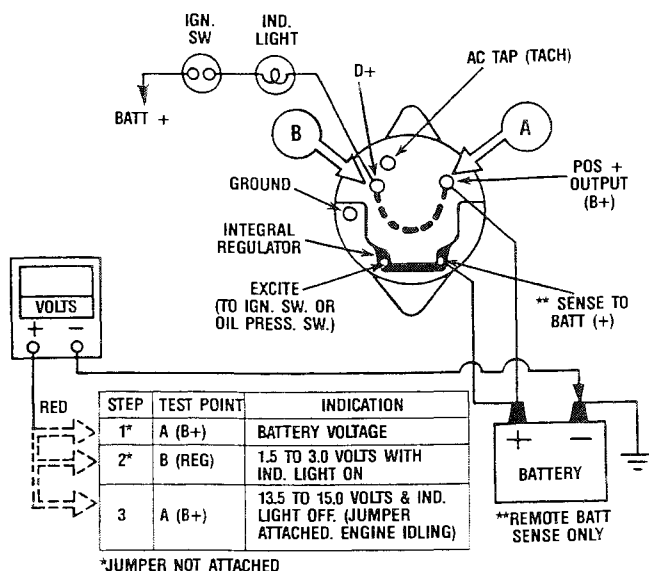 IGN.
SW
IND.
LIGHT
BATT +
D+
AC TAP (TACH)
B
A
POS +
OUTPUT
(B+)
GROUND
INTEGRAL
REGULATOR
EXCITE
(TO IGN. SW. OR
OIL PRESS. SW.)
** SENSE TO
BATT (+)
VOLTS
+ −
RED
STEP TEST POINT INDICATION
1* A (B+) BATTERY VOLTAGE
2* B (REG) 1.5 TO 3.0 VOLTS WITH
IND. LIGHT ON
3 A (B+) 13.5 TO 15.0 VOLTS & IND.
LIGHT OFF. (JUMPER
ATTACHED. ENGINE IDLING)
*JUMPER NOT ATTACHED
+ −
BATTERY
**REMOTE BATT
SENSE ONLY